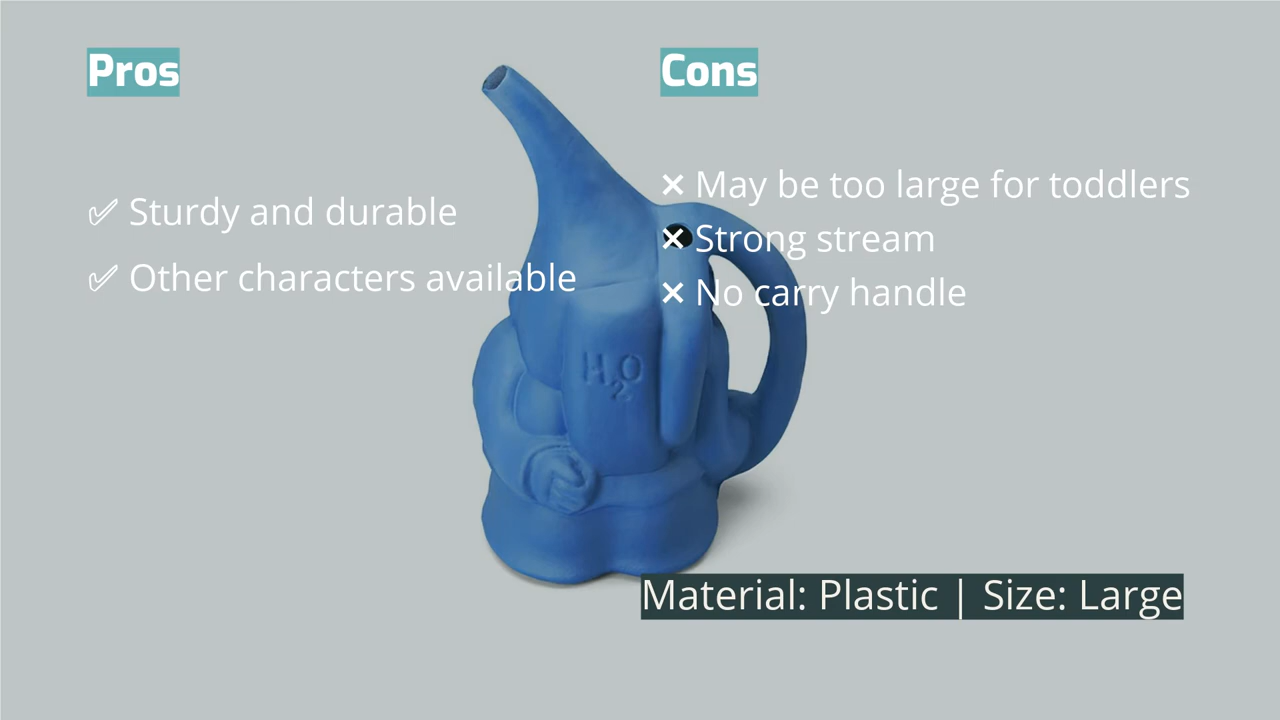 Pros
✅ Sturdy and durable
✅ Other characters available
Cons
❌ May be too large for toddlers
❌ Strong stream
❌ No carry handle
H₂O
Material: Plastic | Size: Large